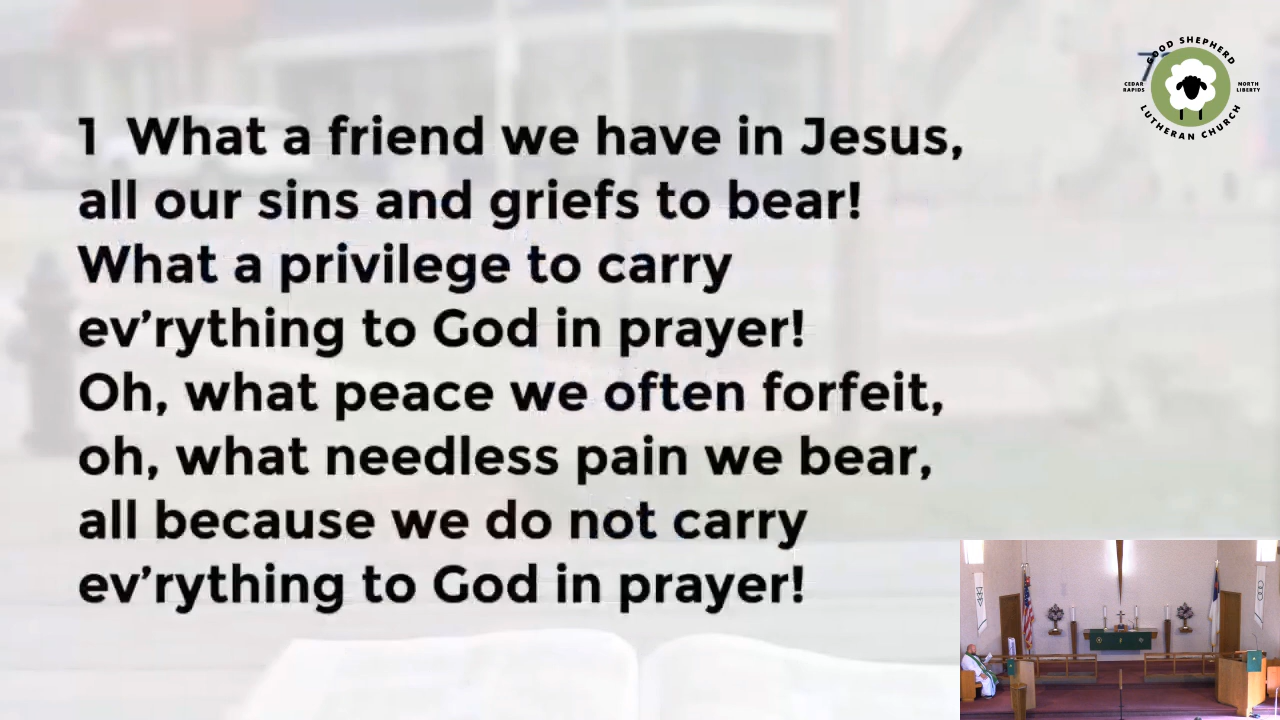 GOOD SHEPHERD
CEDAR RAPIDS
NORTH LIBERTY
LUTHERAN CHURCH
1 What a friend we have in Jesus,
all our sins and griefs to bear!
What a privilege to carry
ev’rything to God in prayer!
Oh, what peace we often forfeit,
oh, what needless pain we bear,
all because we do not carry
ev’rything to God in prayer!